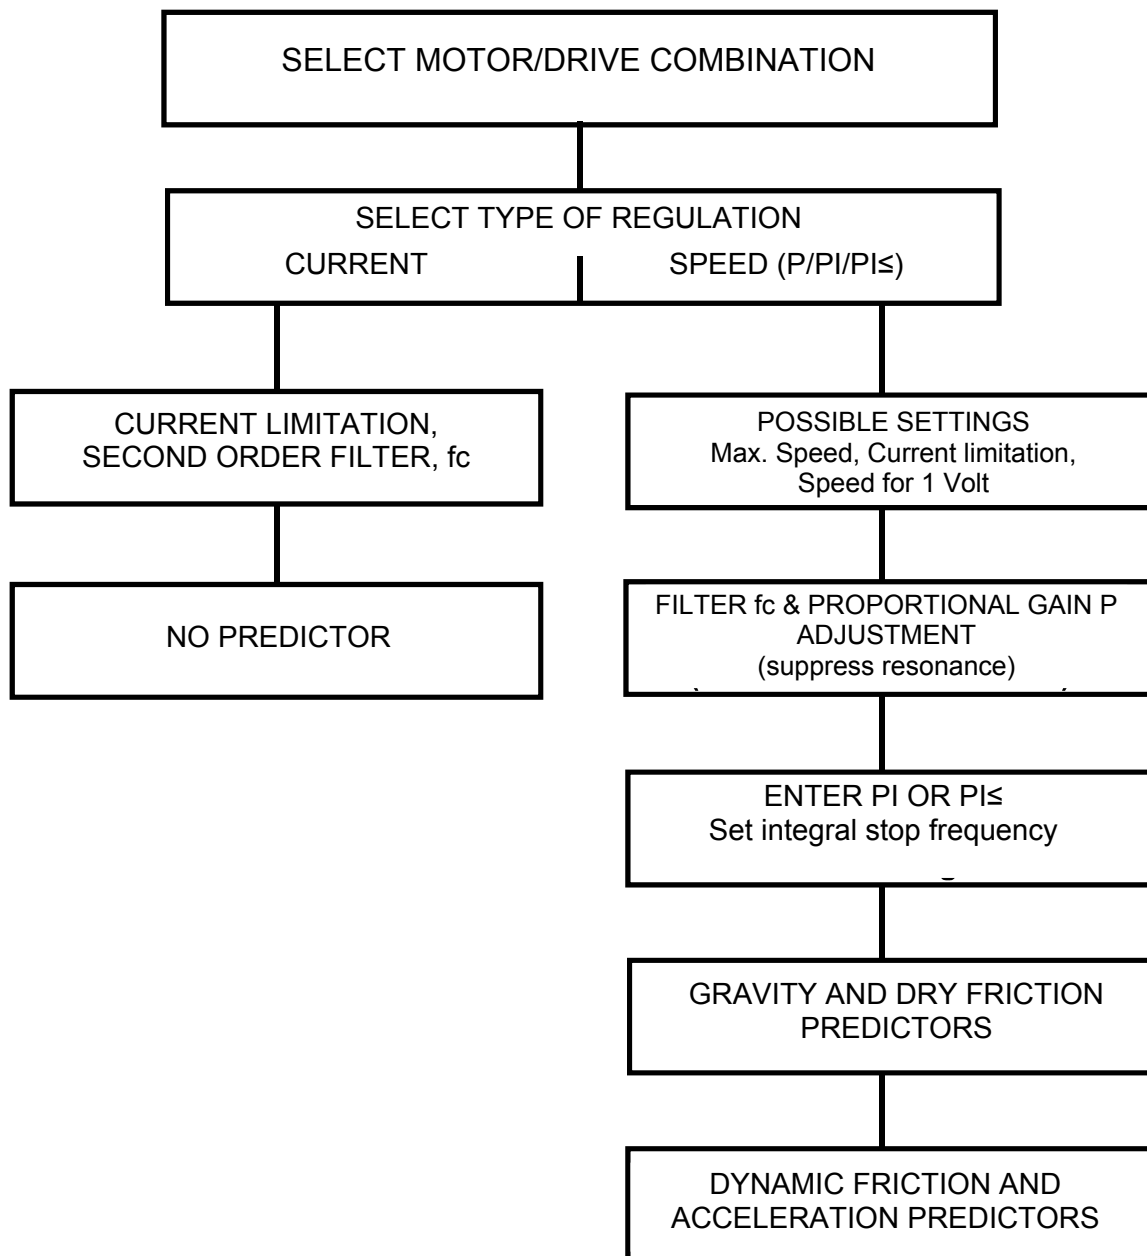 SELECT MOTOR/DRIVE COMBINATION
SELECT TYPE OF REGULATION
CURRENT
SPEED (P/PI/PI≤)
CURRENT LIMITATION,
SECOND ORDER FILTER, fc
NO PREDICTOR
POSSIBLE SETTINGS
Max. Speed, Current limitation,
Speed for 1 Volt
FILTER fc & PROPORTIONAL GAIN P
ADJUSTMENT
(suppress resonance)
ENTER PI OR PI≤
Set integral stop frequency
GRAVITY AND DRY FRICTION
PREDICTORS
DYNAMIC FRICTION AND
ACCELERATION PREDICTORS